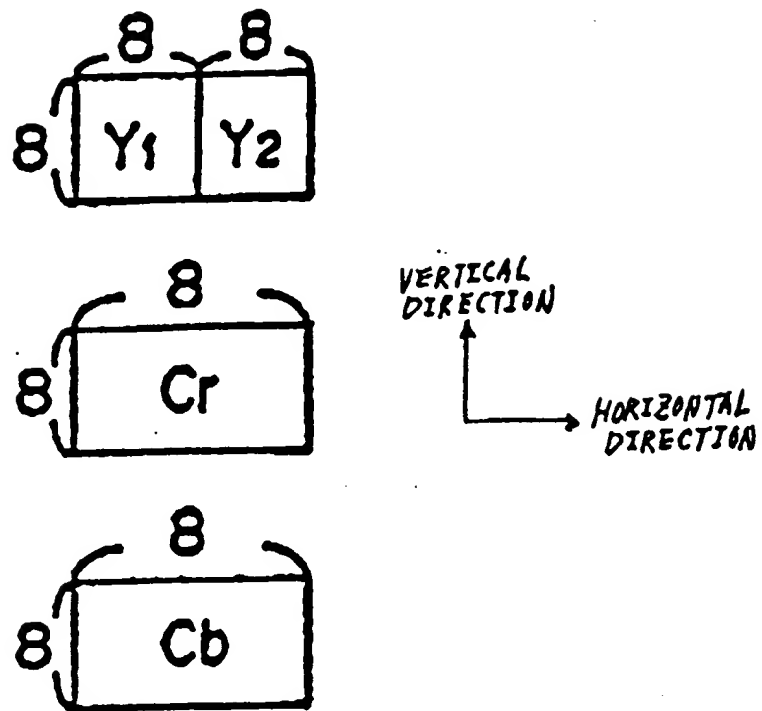 8 8
8 Y1 Y2
8
8 Cr
VERTICAL
DIRECTION
HORIZONTAL
DIRECTION
8
8 Cb